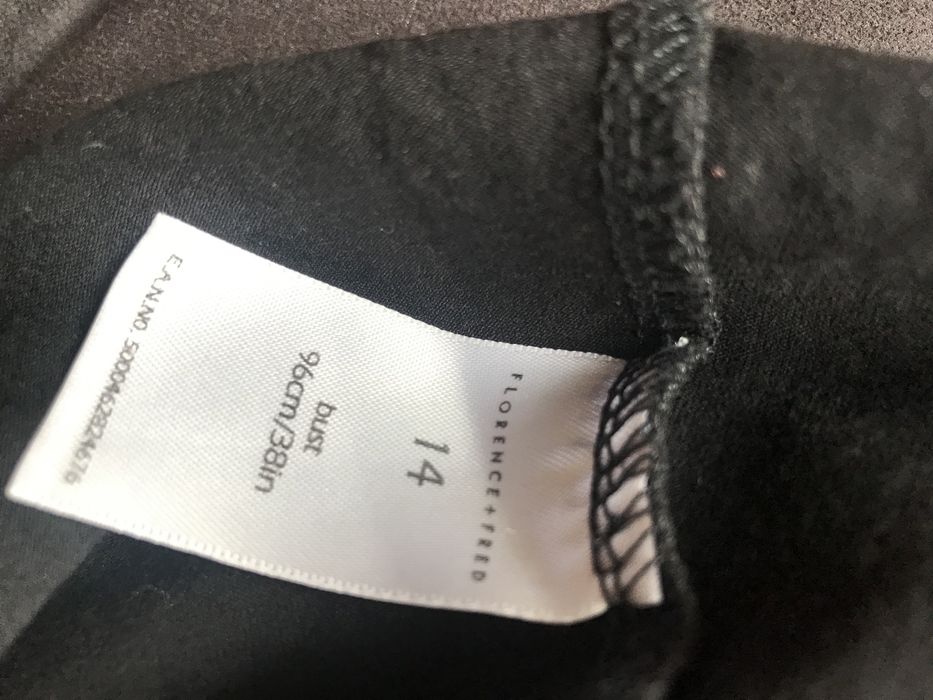 FLORENCE+FRED
14
bust
96cm/38in
E.A.N.NO. 5000462824676